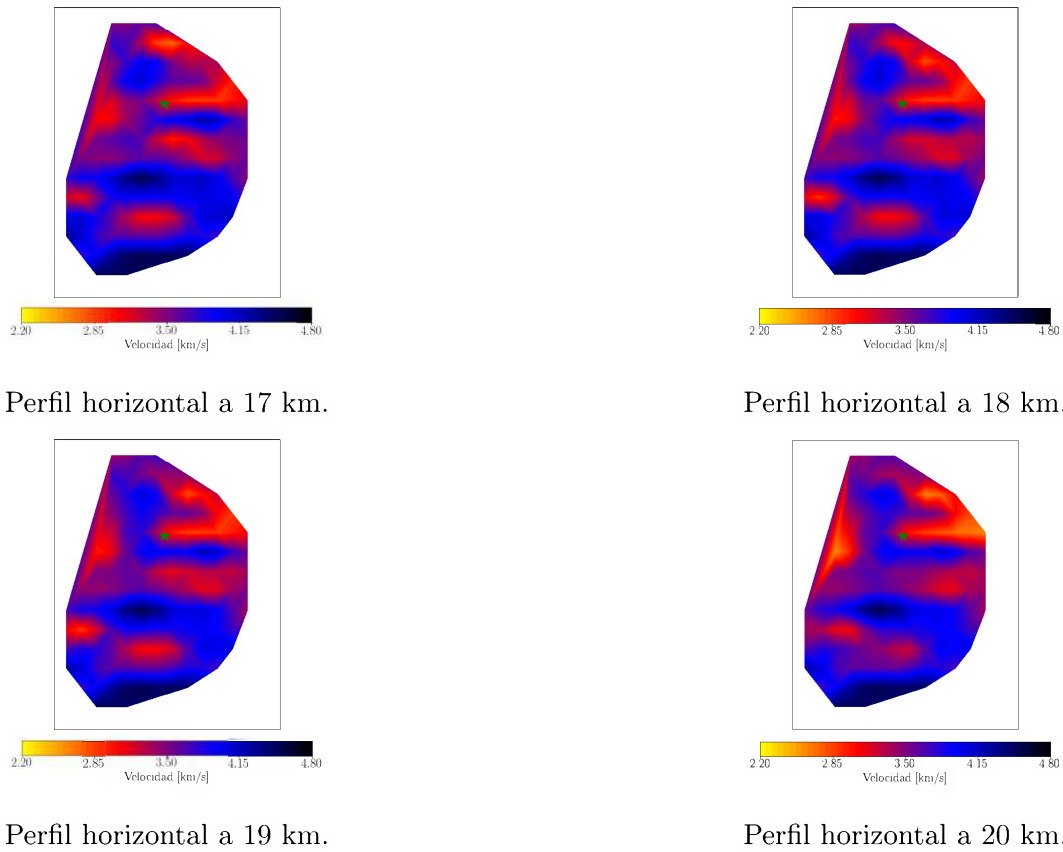 2.20 2.85 3.50 4.15 4.80
Velocidad [km/s]
Perfil horizontal a 17 km.
2.20 2.85 3.50 4.15 4.80
Velocidad [km/s]
Perfil horizontal a 18 km.
2.20 2.85 3.50 4.15 4.80
Velocidad [km/s]
Perfil horizontal a 19 km.
2.20 2.85 3.50 4.15 4.80
Velocidad [km/s]
Perfil horizontal a 20 km.